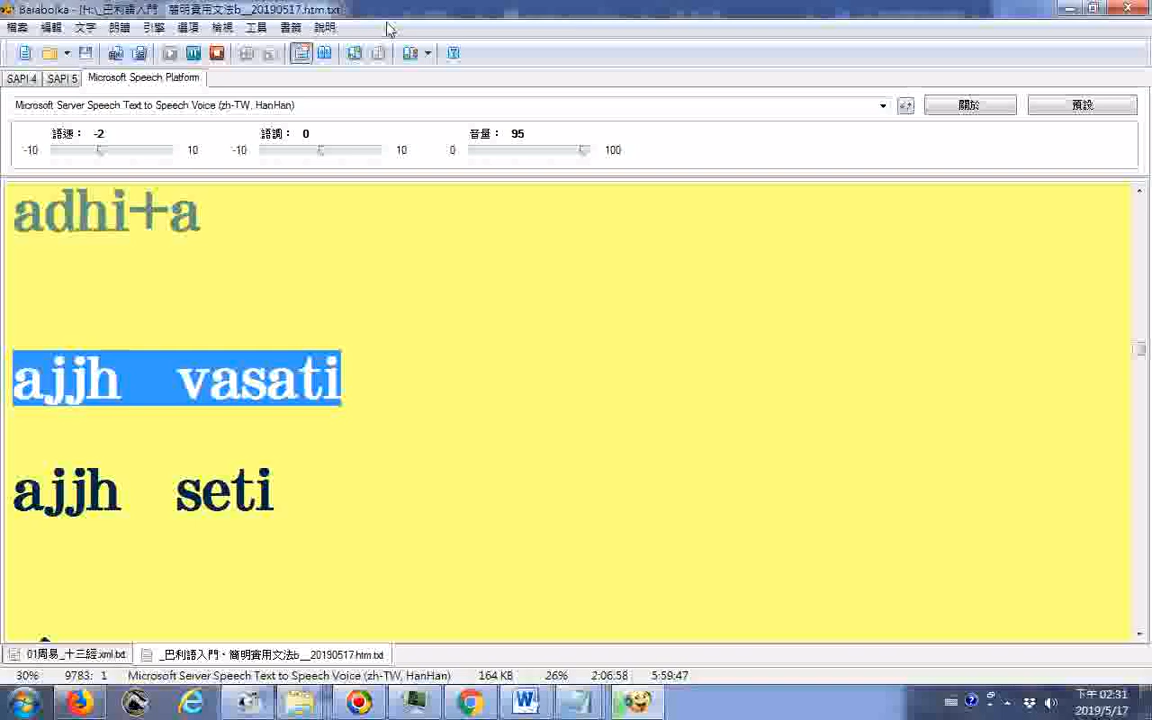 Balabolka - [H:\_巴利語入門‧簡明實用文法b__20190517.htm.txt]
檔案 編輯 文字 朗讀 引擎 選項 檢視 工具 書籤 說明
SAPI 4 SAPI 5 Microsoft Speech Platform
Microsoft Server Speech Text to Speech Voice (zh-TW, HanHan) 關於 預設
語速： -2 語調： 0 音量： 95
-10 10 -10 10 0 100
adhi+a
ajjh vasati
ajjh seti
01周易_十三經.xml.txt _巴利語入門‧簡明實用文法b__20190517.htm.txt
30% 9783: 1 Microsoft Server Speech Text to Speech Voice (zh-TW, HanHan) 164 KB 26% 2:06:58 5:59:47
下午 02:31
2019/5/17